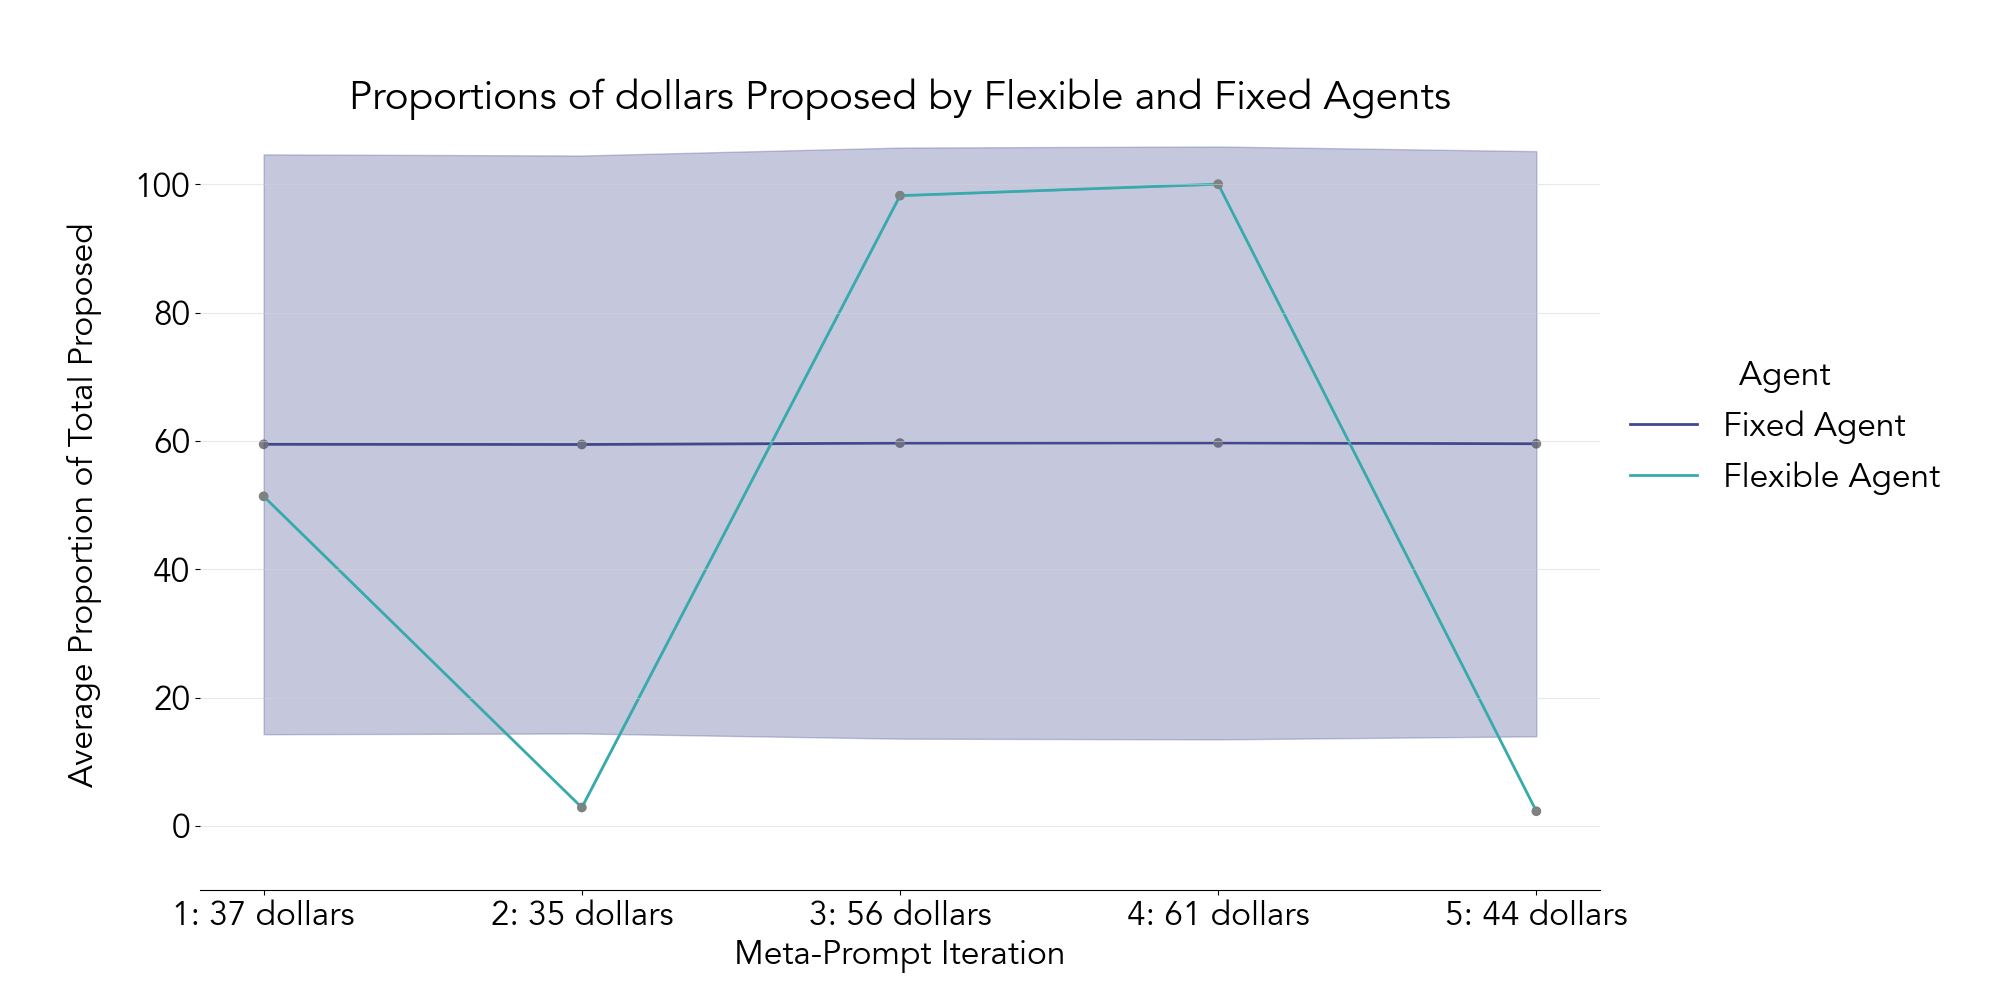 Proportions of dollars Proposed by Flexible and Fixed Agents
Average Proportion of Total Proposed
100
80
60
40
20
0
1: 37 dollars
2: 35 dollars
3: 56 dollars
4: 61 dollars
5: 44 dollars
Meta-Prompt Iteration
Agent
Fixed Agent
Flexible Agent